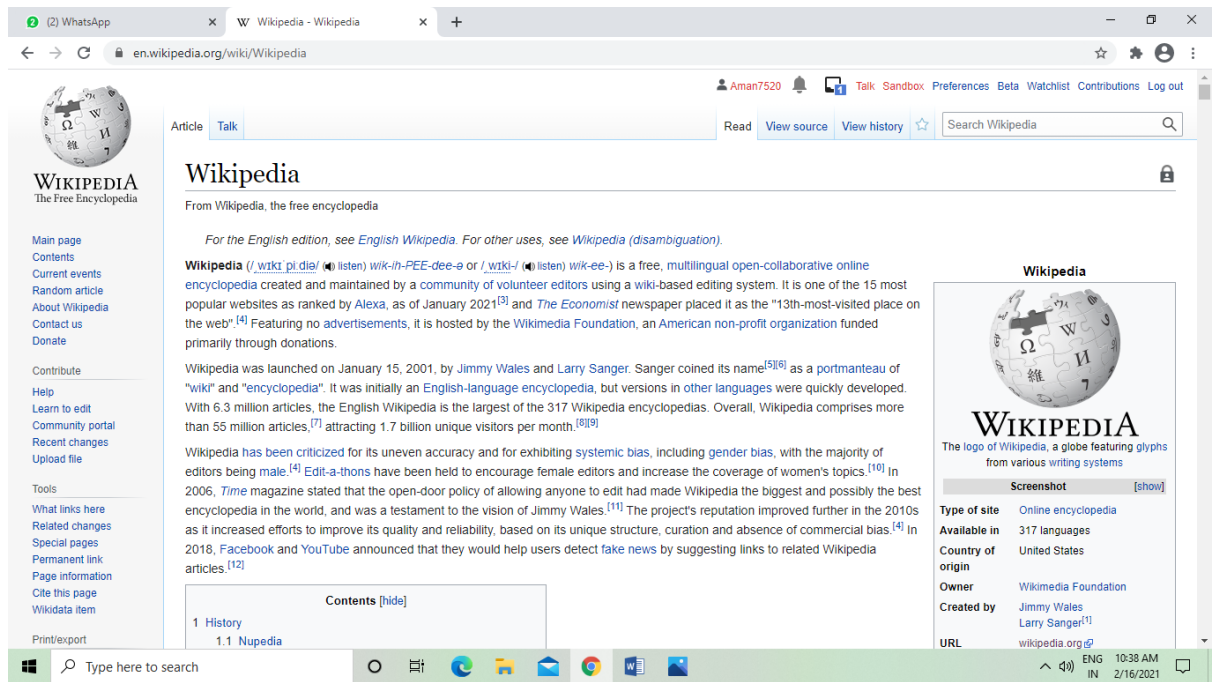 (2) WhatsApp
Wikipedia - Wikipedia
en.wikipedia.org/wiki/Wikipedia
Aman7520
1
Talk Sandbox Preferences Beta Watchlist Contributions Log out
WIKIPEDIA
The Free Encyclopedia
Article Talk
Read View source View history
Search Wikipedia
Wikipedia
From Wikipedia, the free encyclopedia
For the English edition, see English Wikipedia. For other uses, see Wikipedia (disambiguation).
Wikipedia (/ˌwɪkɪˈpiːdiə/ (listen) wik-ih-PEE-dee-ə or /ˌwɪki-/ (listen) wik-ee-) is a free, multilingual open-collaborative online
encyclopedia created and maintained by a community of volunteer editors using a wiki-based editing system. It is one of the 15 most
popular websites as ranked by Alexa, as of January 2021[3] and The Economist newspaper placed it as the "13th-most-visited place on
the web".[4] Featuring no advertisements, it is hosted by the Wikimedia Foundation, an American non-profit organization funded
primarily through donations.
Wikipedia was launched on January 15, 2001, by Jimmy Wales and Larry Sanger. Sanger coined its name[5][6] as a portmanteau of
"wiki" and "encyclopedia". It was initially an English-language encyclopedia, but versions in other languages were quickly developed.
With 6.3 million articles, the English Wikipedia is the largest of the 317 Wikipedia encyclopedias. Overall, Wikipedia comprises more
than 55 million articles,[7] attracting 1.7 billion unique visitors per month.[8][9]
Wikipedia has been criticized for its uneven accuracy and for exhibiting systemic bias, including gender bias, with the majority of
editors being male.[4] Edit-a-thons have been held to encourage female editors and increase the coverage of women's topics.[10] In
2006, Time magazine stated that the open-door policy of allowing anyone to edit had made Wikipedia the biggest and possibly the best
encyclopedia in the world, and was a testament to the vision of Jimmy Wales.[11] The project's reputation improved further in the 2010s
as it increased efforts to improve its quality and reliability, based on its unique structure, curation and absence of commercial bias.[4] In
2018, Facebook and YouTube announced that they would help users detect fake news by suggesting links to related Wikipedia
articles.[12]
Contents [hide]
1 History
1.1 Nupedia
Main page
Contents
Current events
Random article
About Wikipedia
Contact us
Donate
Contribute
Help
Learn to edit
Community portal
Recent changes
Upload file
Tools
What links here
Related changes
Special pages
Permanent link
Page information
Cite this page
Wikidata item
Print/export
Wikipedia
WIKIPEDIA
The logo of Wikipedia, a globe featuring glyphs
from various writing systems
Screenshot [show]
Type of site Online encyclopedia
Available in 317 languages
Country of United States
origin
Owner Wikimedia Foundation
Created by Jimmy Wales
Larry Sanger[1]
URL wikipedia.org
Type here to search
ENG
IN
10:38 AM
2/16/2021